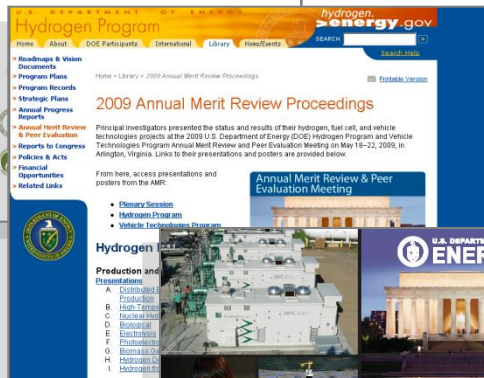 U.S. DEPARTMENT OF ENERGY
Hydrogen Program
hydrogen.
energy.gov
Home About DOE Participants International Library News/Events
SEARCH
Search Help
> Roadmaps & Vision
Documents
> Program Plans
> Program Records
> Strategic Plans
> Annual Progress
Reports
> Annual Merit Review
& Peer Evaluation
> Reports to Congress
> Policies & Acts
> Financial
Opportunities
> Related Links
Home > Library > 2009 Annual Merit Review Proceedings
Printable Version
2009 Annual Merit Review Proceedings
Principal investigators presented the status and results of their hydrogen, fuel cell, and vehicle
technologies projects at the 2009 U.S. Department of Energy (DOE) Hydrogen Program and Vehicle
Technologies Program Annual Merit Review and Peer Evaluation Meeting on May 18–22, 2009, in
Arlington, Virginia. Links to their presentations and posters are provided below.
From here, access presentations and
posters from the AMR:
• Plenary Session
• Hydrogen Program
• Vehicle Technologies Program
Annual Merit Review & Peer
Evaluation Meeting
Hydrogen
Production and
Presentations
A. Distributed
Production
B.
C. Nuclear
D. Biological
E. Electrolysis
F.
G. Biomass
H. Hydrogen
I. Hydrogen
U.S. DEPART
ENER